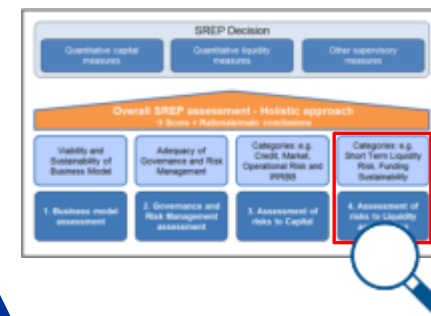 SREP Decision
Quantitative capital
measures
Quantitative liquidity
measures
Other supervisory
measures
Overall SREP assessment - Holistic approach
→ Score + Rationale/main conclusions
Viability and
Sustainability of
Business Model
Adequacy of
Governance and Risk
Management
Categories: e.g.
Credit, Market,
Operational Risk and
IRRBB
Categories: e.g.
Short Term Liquidity
Risk, Funding
Sustainability
1. Business model
assessment
2. Governance and
Risk Management
assessment
3. Assessment of
risks to Capital
4. Assessment of
risks to Liquidity